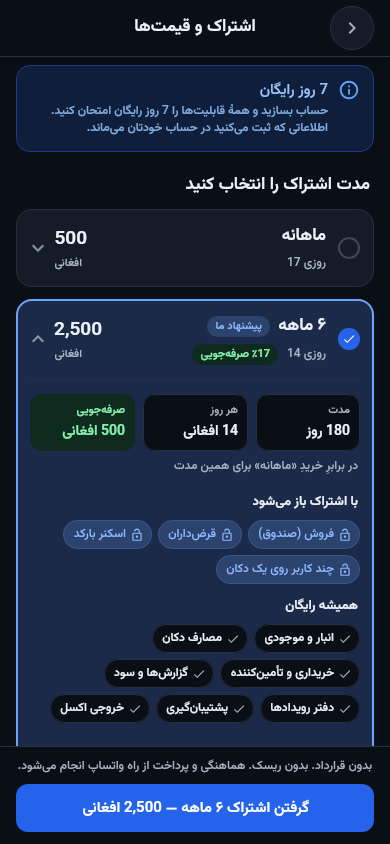 اشتراک و قیمت‌ها
7 روز رایگان
حساب بسازید و همهٔ قابلیت‌ها را 7 روز رایگان امتحان کنید.
اطلاعاتی که ثبت می‌کنید در حساب خودتان می‌ماند.
مدت اشتراک را انتخاب کنید
ماهانه
500
روزی 17
افغانی
۶ ماهه
پیشنهاد ما
2,500
روزی 14
17٪ صرفه‌جویی
افغانی
مدت
هر روز
صرفه‌جویی
180 روز
14 افغانی
500 افغانی
در برابرِ خریدِ «ماهانه» برای همین مدت
با اشتراک باز می‌شود
فروش (صندوق)
قرض‌داران
اسکنر بارکد
چند کاربر روی یک دکان
همیشه رایگان
انبار و موجودی
مصارف دکان
خریداری و تأمین‌کننده
گزارش‌ها و سود
دفتر رویدادها
پشتیبان‌گیری
خروجی اکسل
بدون قرارداد. بدون ریسک. هماهنگی و پرداخت از راه واتساپ انجام می‌شود.
گرفتن اشتراک ۶ ماهه — 2,500 افغانی